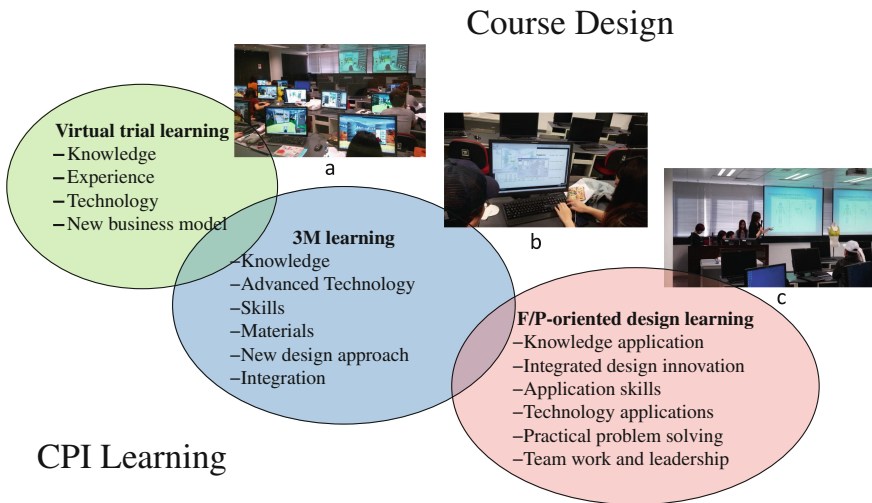 Course Design
Virtual trial learning
–Knowledge
–Experience
–Technology
–New business model
a
3M learning
–Knowledge
–Advanced Technology
–Skills
–Materials
–New design approach
–Integration
b
c
F/P-oriented design learning
–Knowledge application
–Integrated design innovation
–Application skills
–Technology applications
–Practical problem solving
–Team work and leadership
CPI Learning